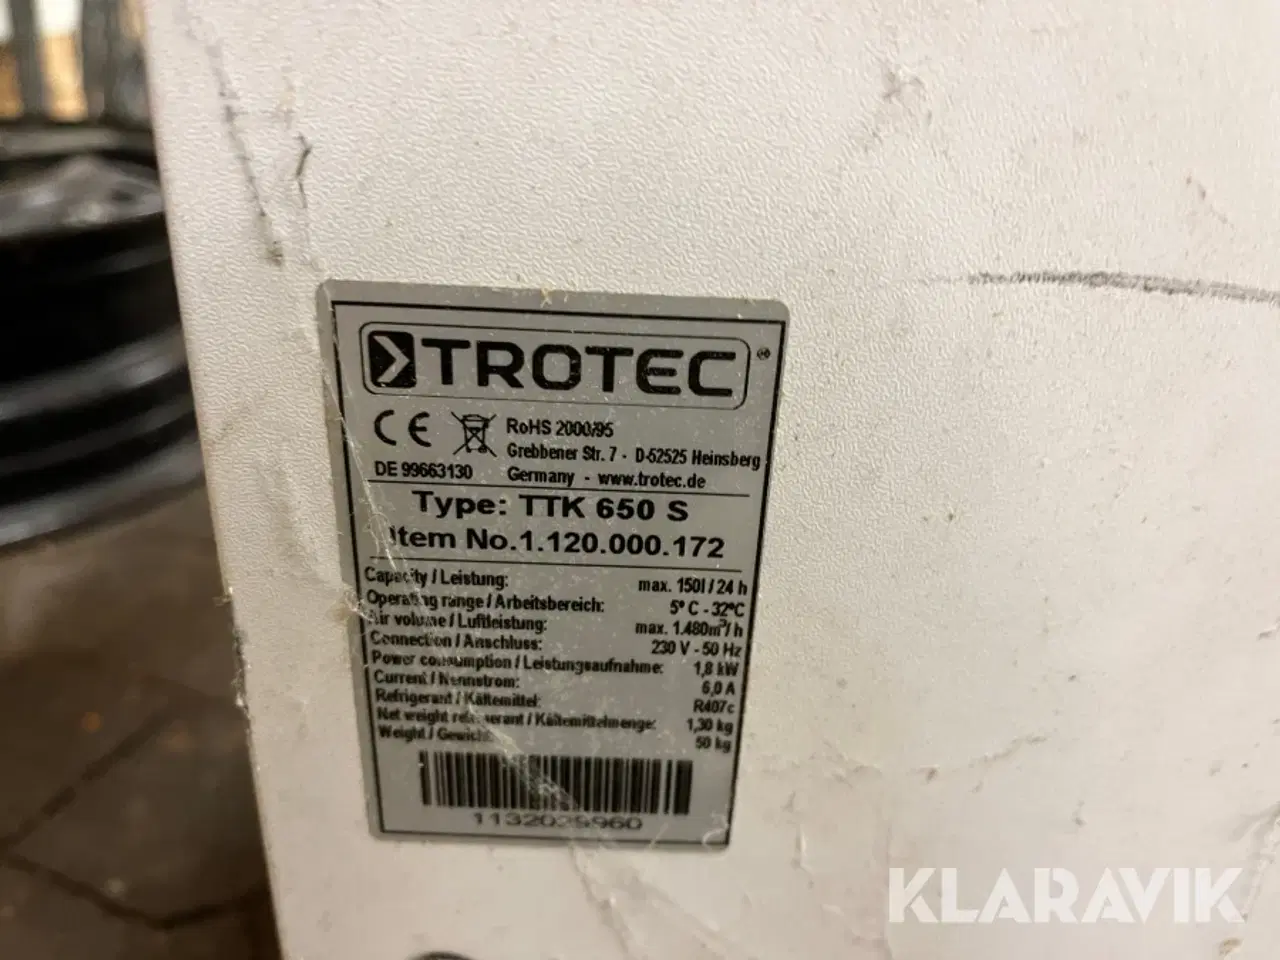 TROTEC
CE RoHS 2000/95
Grebbener Str. 7 - D-52525 Heinsberg
DE 99663130 Germany - www.trotec.de
Type: TTK 650 S
Item No.1.120.000.172
Capacity / Leistung: max. 150l / 24 h
Operating range / Arbeitsbereich: 5° C - 32°C
Air volume / Luftleistung: max. 1.480m³/ h
Connection / Anschluss: 230 V - 50 Hz
Power consumption / Leistungsaufnahme: 1,8 kW
Current / Nennstrom: 6,0 A
Refrigerant / Kältemittel: R407c
Net weight refrigerant / Kältemittelmenge: 1,30 kg
Weight / Gewicht: 50 kg
1132029960
KLARAVIK